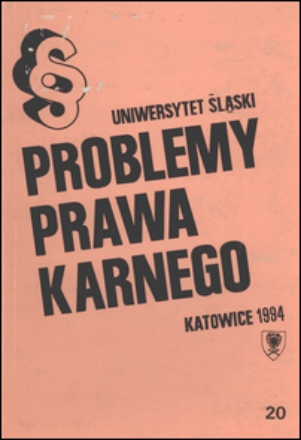 §
UNIWERSYTET ŚLĄSKI
PROBLEMY
PRAWA
KARNEGO
KATOWICE 1994
20